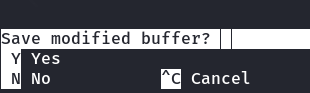 Save modified buffer?
Y Yes
N No ^C Cancel